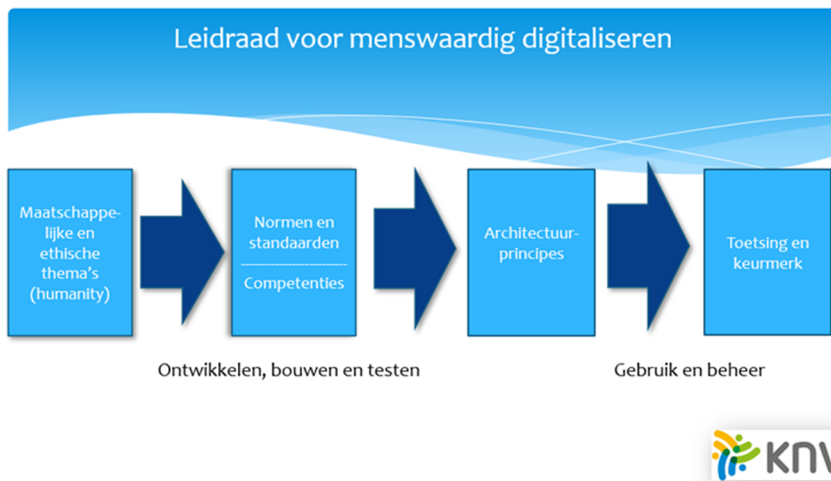 Leidraad voor menswaardig digitaliseren
Maatschappe-
lijke en
ethische
thema's
(humanity)
Normen en
standaarden
Competenties
Architectuur-
principes
Toetsing en
keurmerk
Ontwikkelen, bouwen en testen
Gebruik en beheer